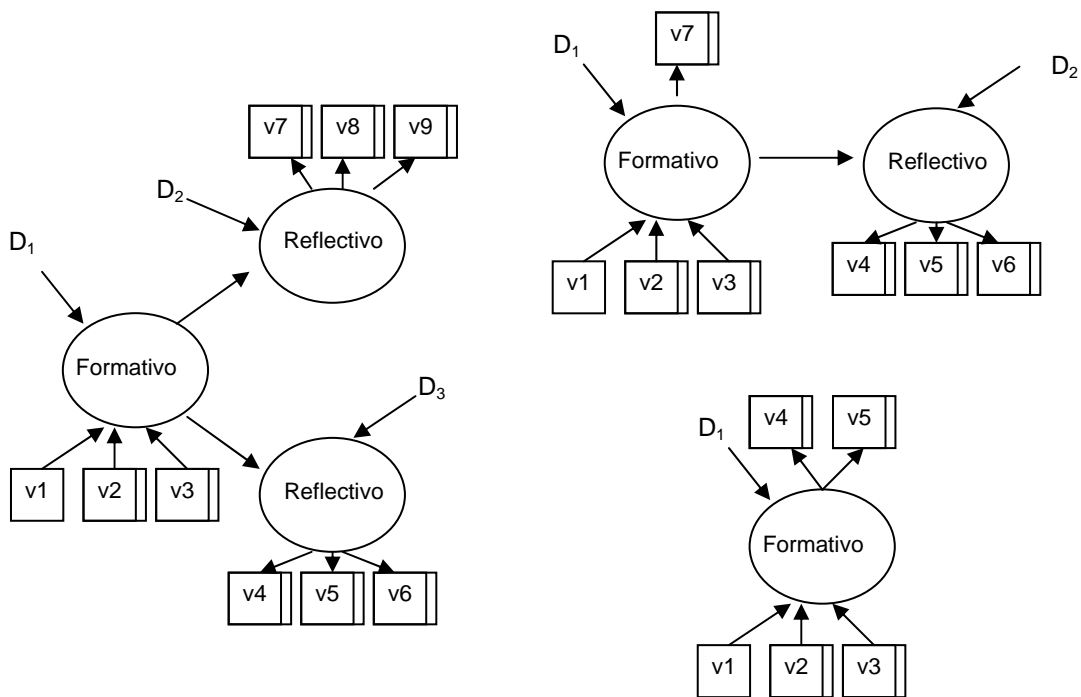 v7 v8 v9
D₂
Reflectivo
D₁
Formativo
D₃
v1 v2 v3
Reflectivo
v4 v5 v6
v7
D₁
D₂
Formativo
Reflectivo
v1 v2 v3
v4 v5 v6
v4 v5
D₁
Formativo
v1 v2 v3